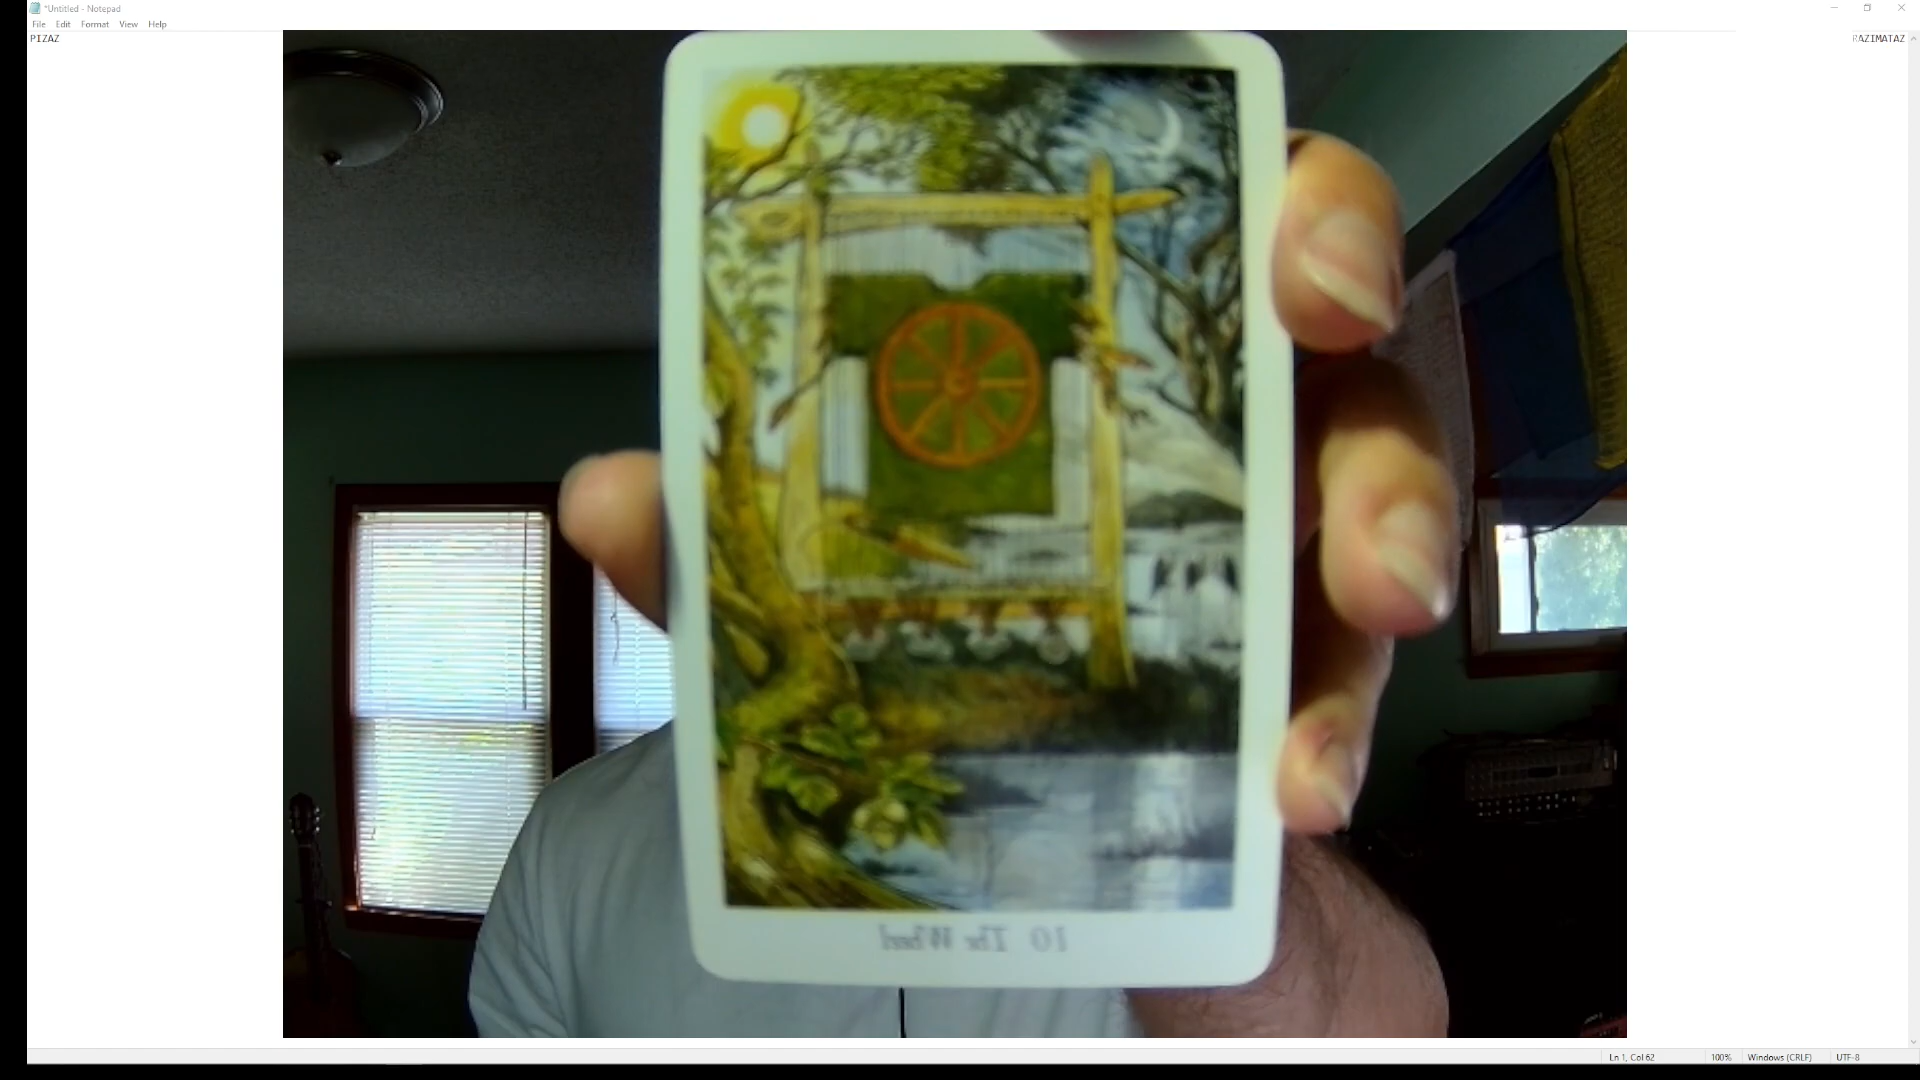 *Untitled - Notepad
File Edit Format View Help
PIZAZ RAZIMATAZ
10 The Wheel
Ln 1, Col 62 100% Windows (CRLF) UTF-8